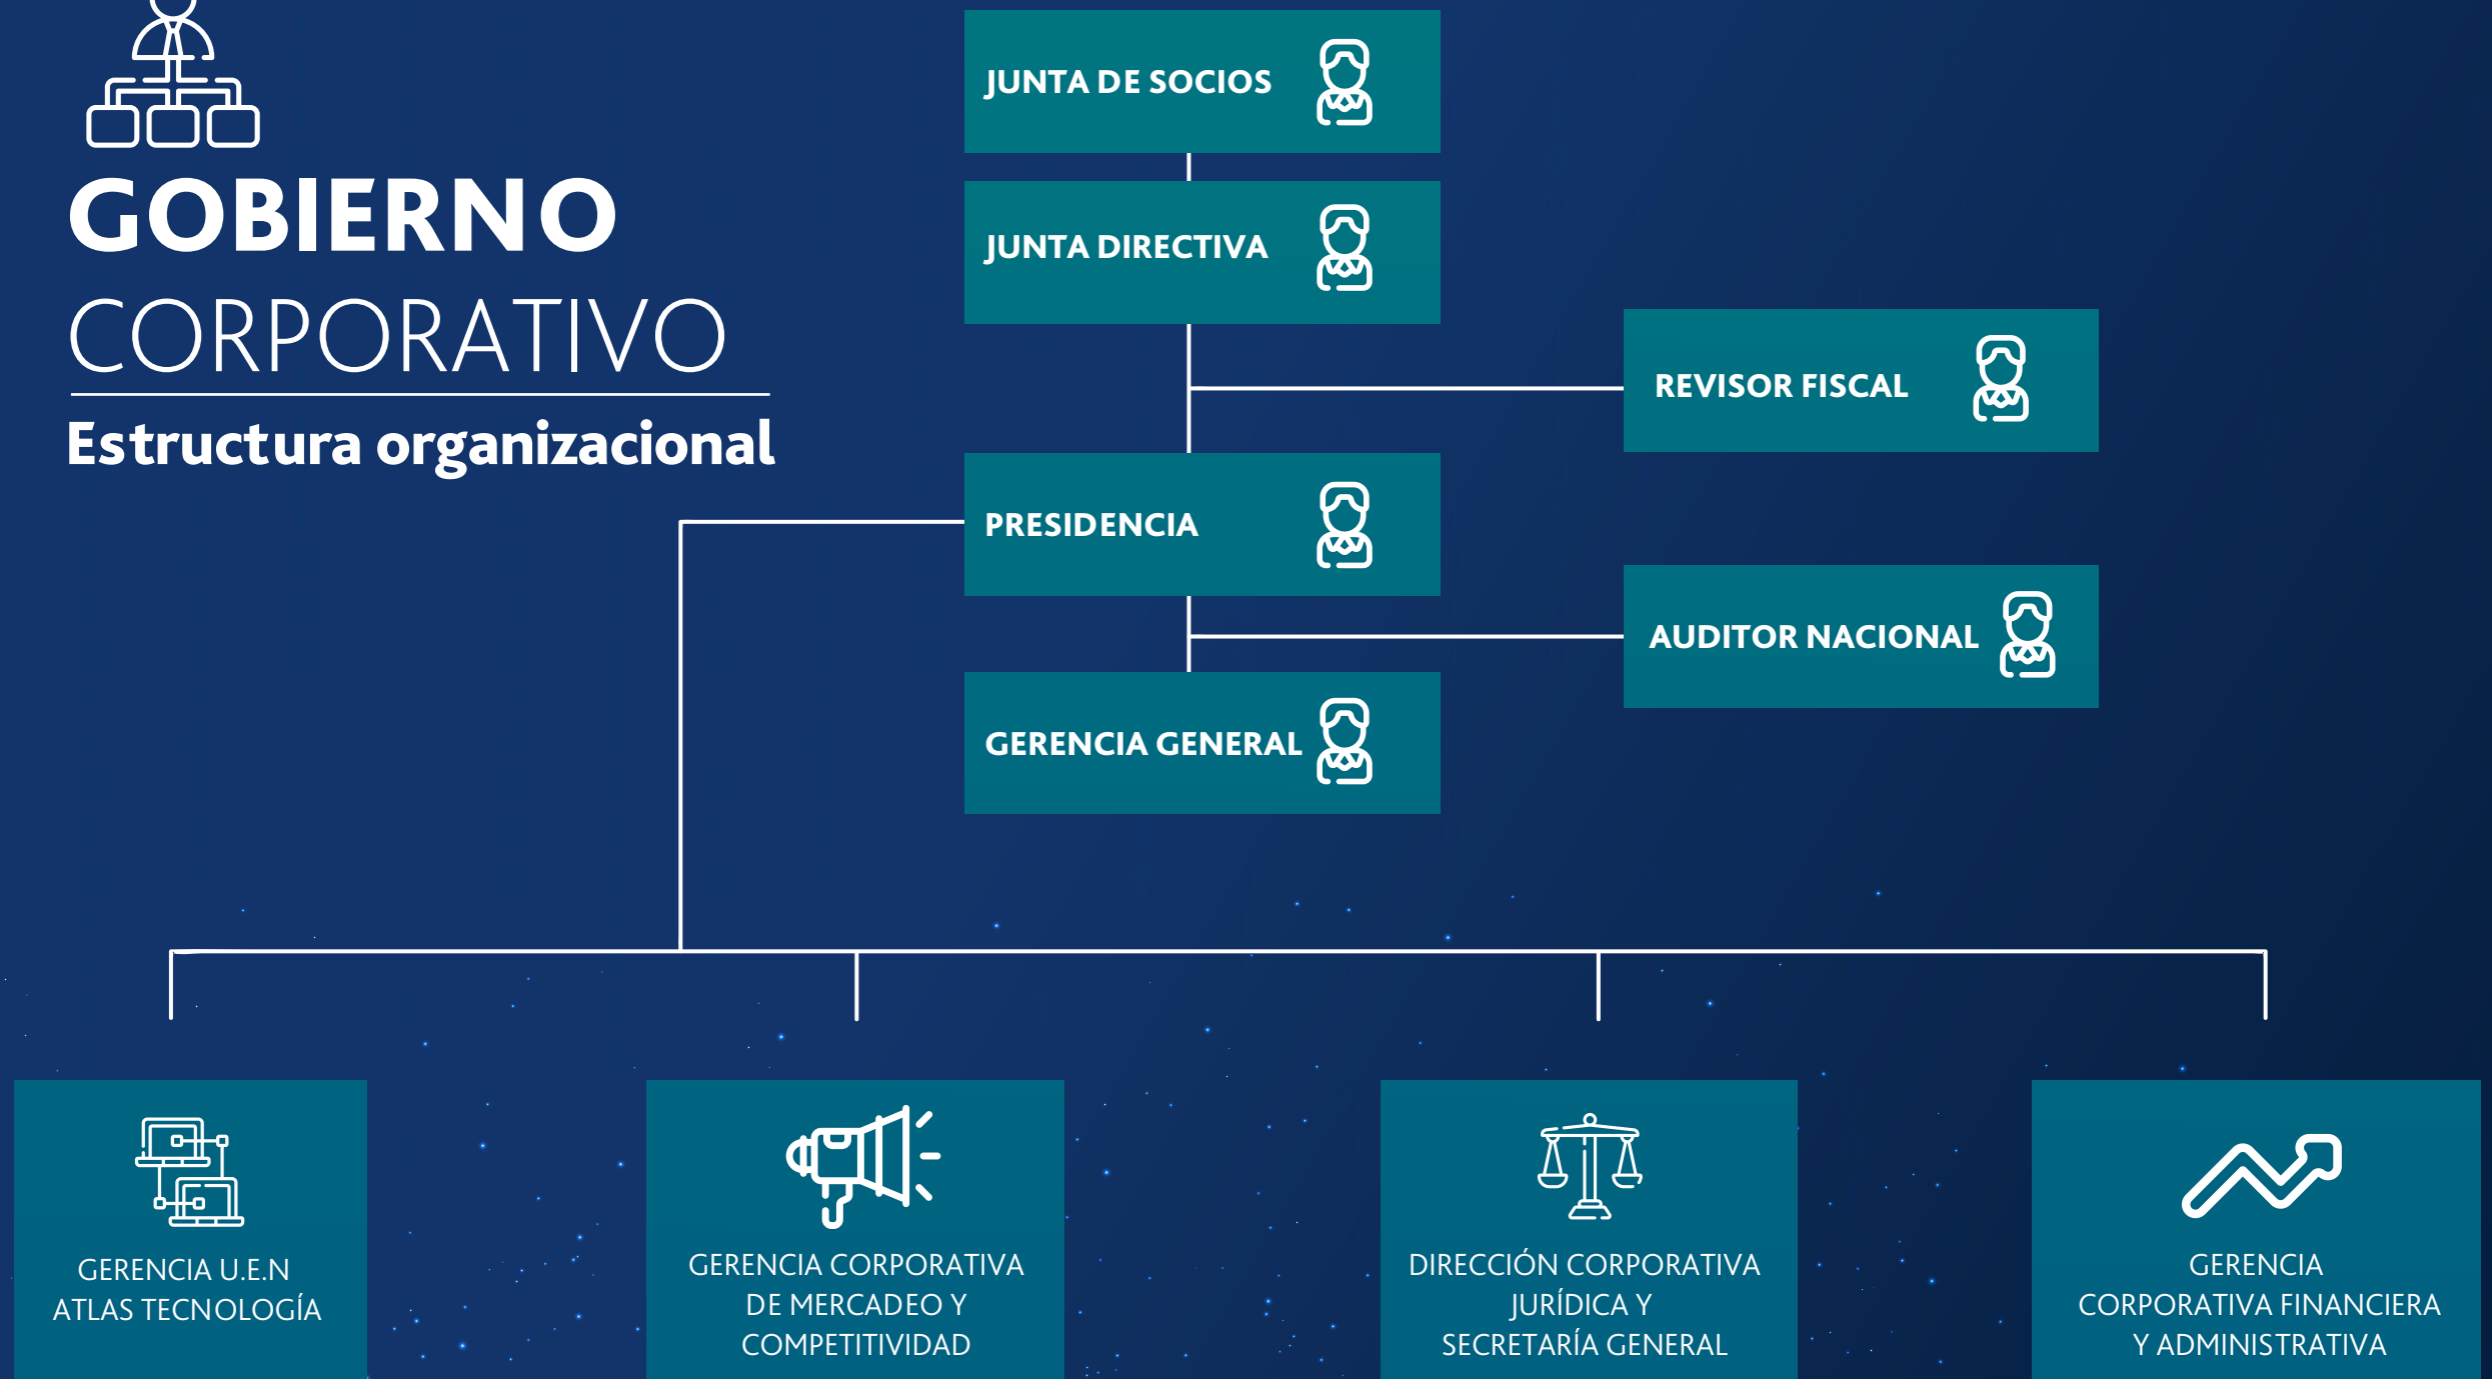 GOBIERNO
CORPORATIVO
Estructura organizacional
JUNTA DE SOCIOS
JUNTA DIRECTIVA
REVISOR FISCAL
PRESIDENCIA
AUDITOR NACIONAL
GERENCIA GENERAL
GERENCIA U.E.N
ATLAS TECNOLOGÍA
GERENCIA CORPORATIVA
DE MERCADEO Y
COMPETITIVIDAD
DIRECCIÓN CORPORATIVA
JURÍDICA Y
SECRETARÍA GENERAL
GERENCIA
CORPORATIVA FINANCIERA
Y ADMINISTRATIVA